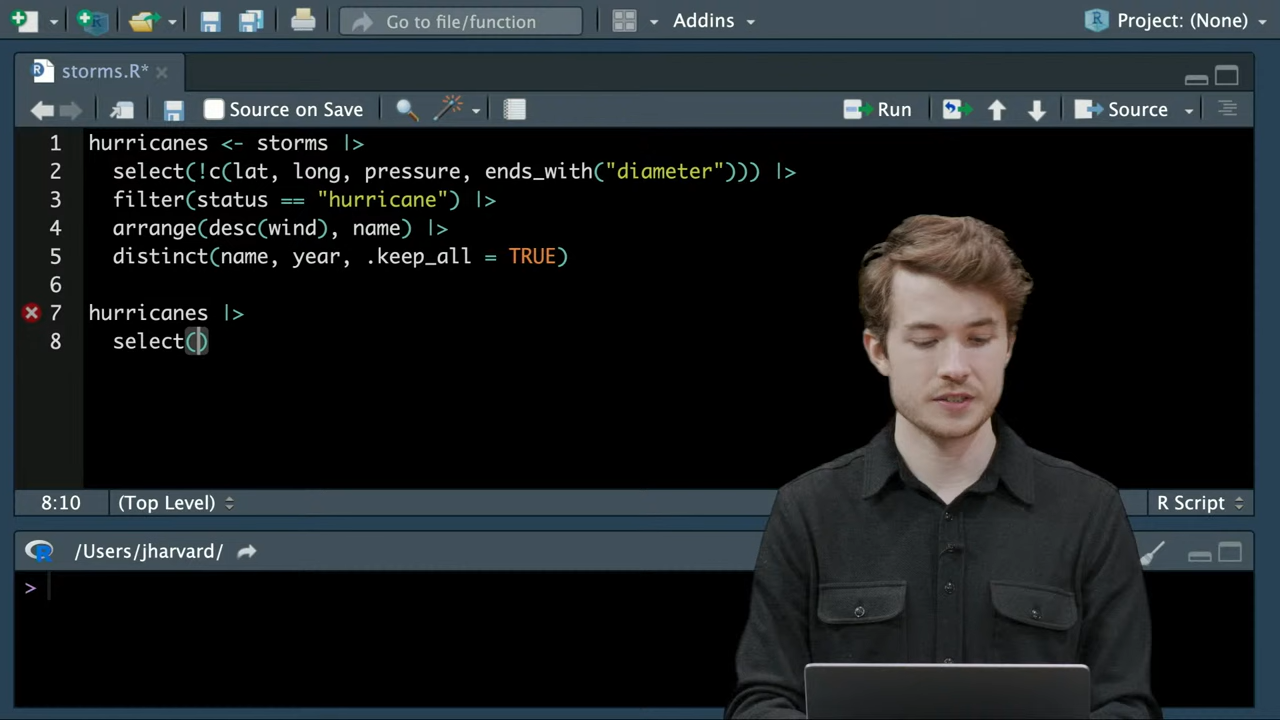 Go to file/function
Addins
Project: (None)
storms.R*
Source on Save
Run
Source
1 hurricanes <- storms |>
2 select(!c(lat, long, pressure, ends_with("diameter"))) |>
3 filter(status == "hurricane") |>
4 arrange(desc(wind), name) |>
5 distinct(name, year, .keep_all = TRUE)
6
7 hurricanes |>
8 select()
8:10 (Top Level)
R Script
R /Users/jharvard/
>